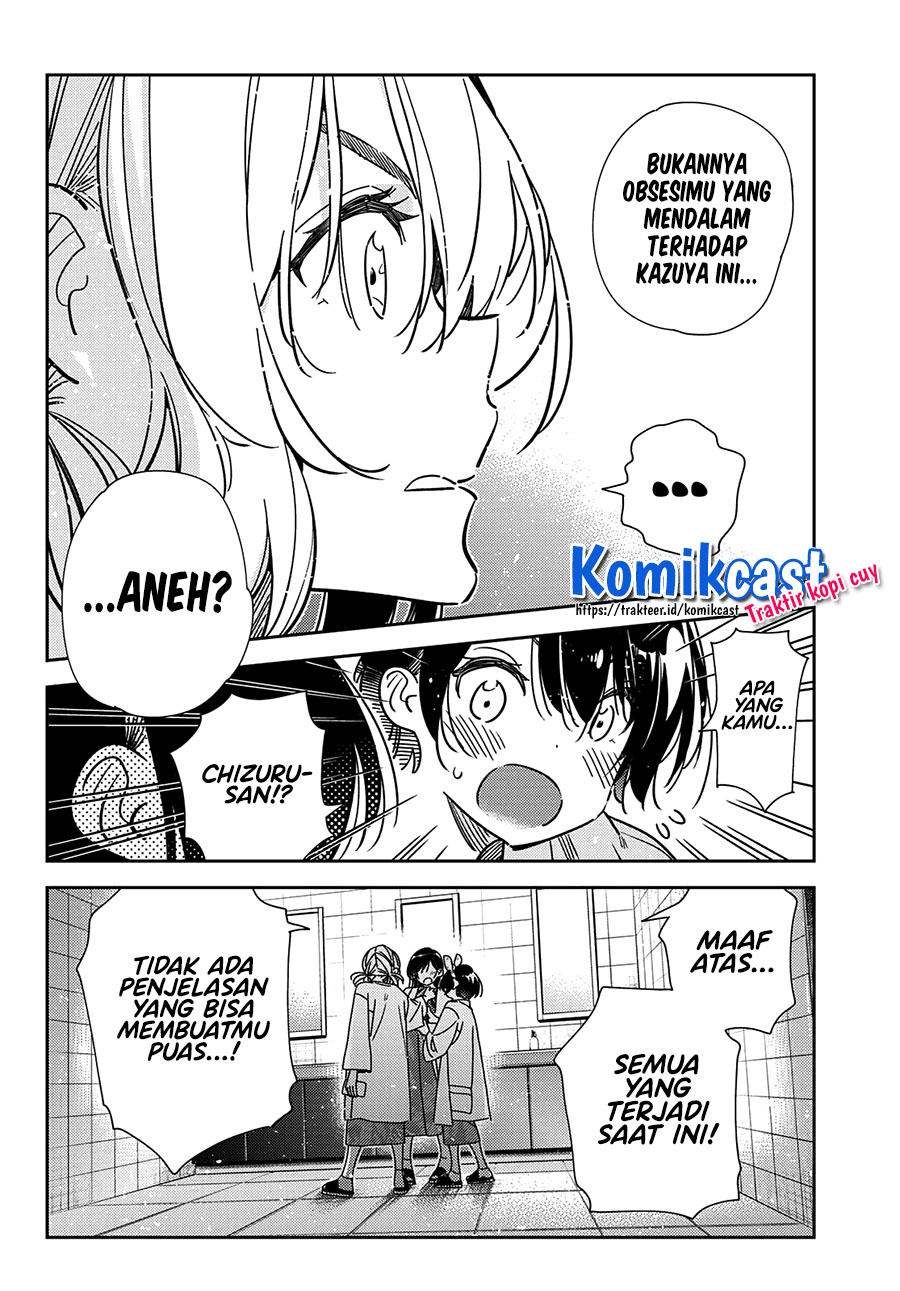 BUKANNYA
OBSESIMU YANG
MENDALAM
TERHADAP
KAZUYA INI...
...
...ANEH?
Komikcast
https://trakteer.id/komikcast
Traktir kopi cuy
APA
YANG
KAMU...
CHIZURU-
SAN!?
MAAF
ATAS...
SEMUA
YANG
TERJADI
SAAT INI!
TIDAK ADA
PENJELASAN
YANG BISA
MEMBUATMU
PUAS...!